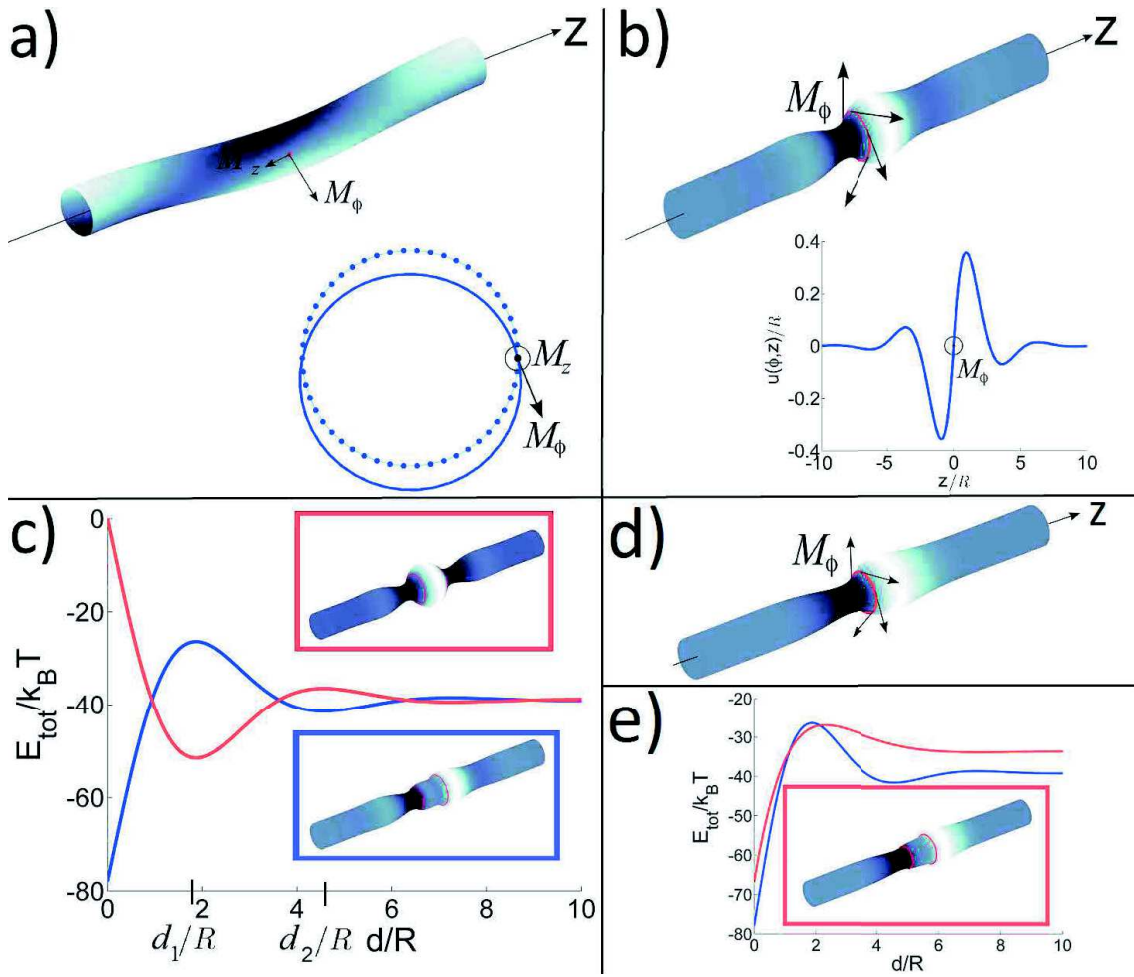 a)
Z
M_z
M_ϕ
M_z
M_ϕ
b)
Z
M_ϕ
0.4
0.2
0
-0.2
-0.4
u(ϕ,z)/R
M_ϕ
-10 -5 0 5 10
z/R
c)
0
-20
-40
-60
-80
E_tot/k_BT
0 2 4 6 8 10
d_1/R d_2/R d/R
d)
Z
M_ϕ
e)
-20
-30
-40
-50
-60
-70
-80
E_tot/k_BT
0 2 4 6 8 10
d/R